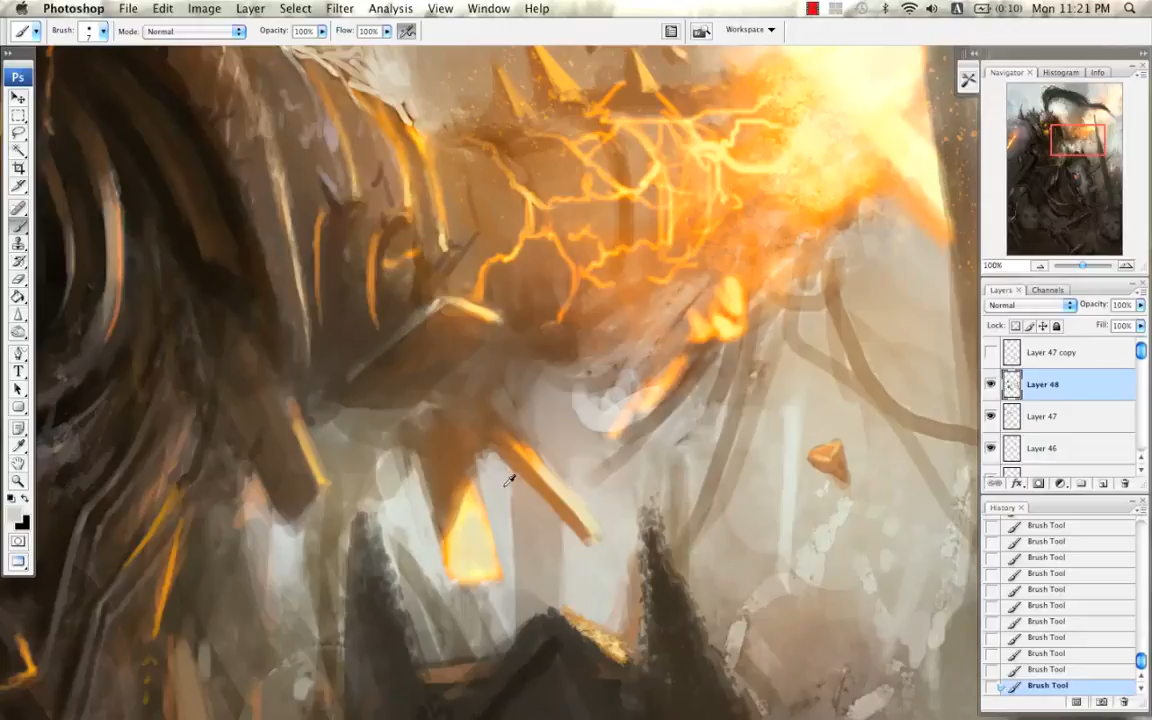 Photoshop File Edit Image Layer Select Filter Analysis View Window Help A (0:10) Mon 11:21 PM
Brush: 7 Mode: Normal Opacity: 100% Flow: 100% Workspace
Ps
T
Navigator Histogram Info
100%
Layers Channels
Normal Opacity: 100%
Lock: Fill: 100%
Layer 47 copy
Layer 48
Layer 47
Layer 46
fx
History
Brush Tool
Brush Tool
Brush Tool
Brush Tool
Brush Tool
Brush Tool
Brush Tool
Brush Tool
Brush Tool
Brush Tool
Brush Tool